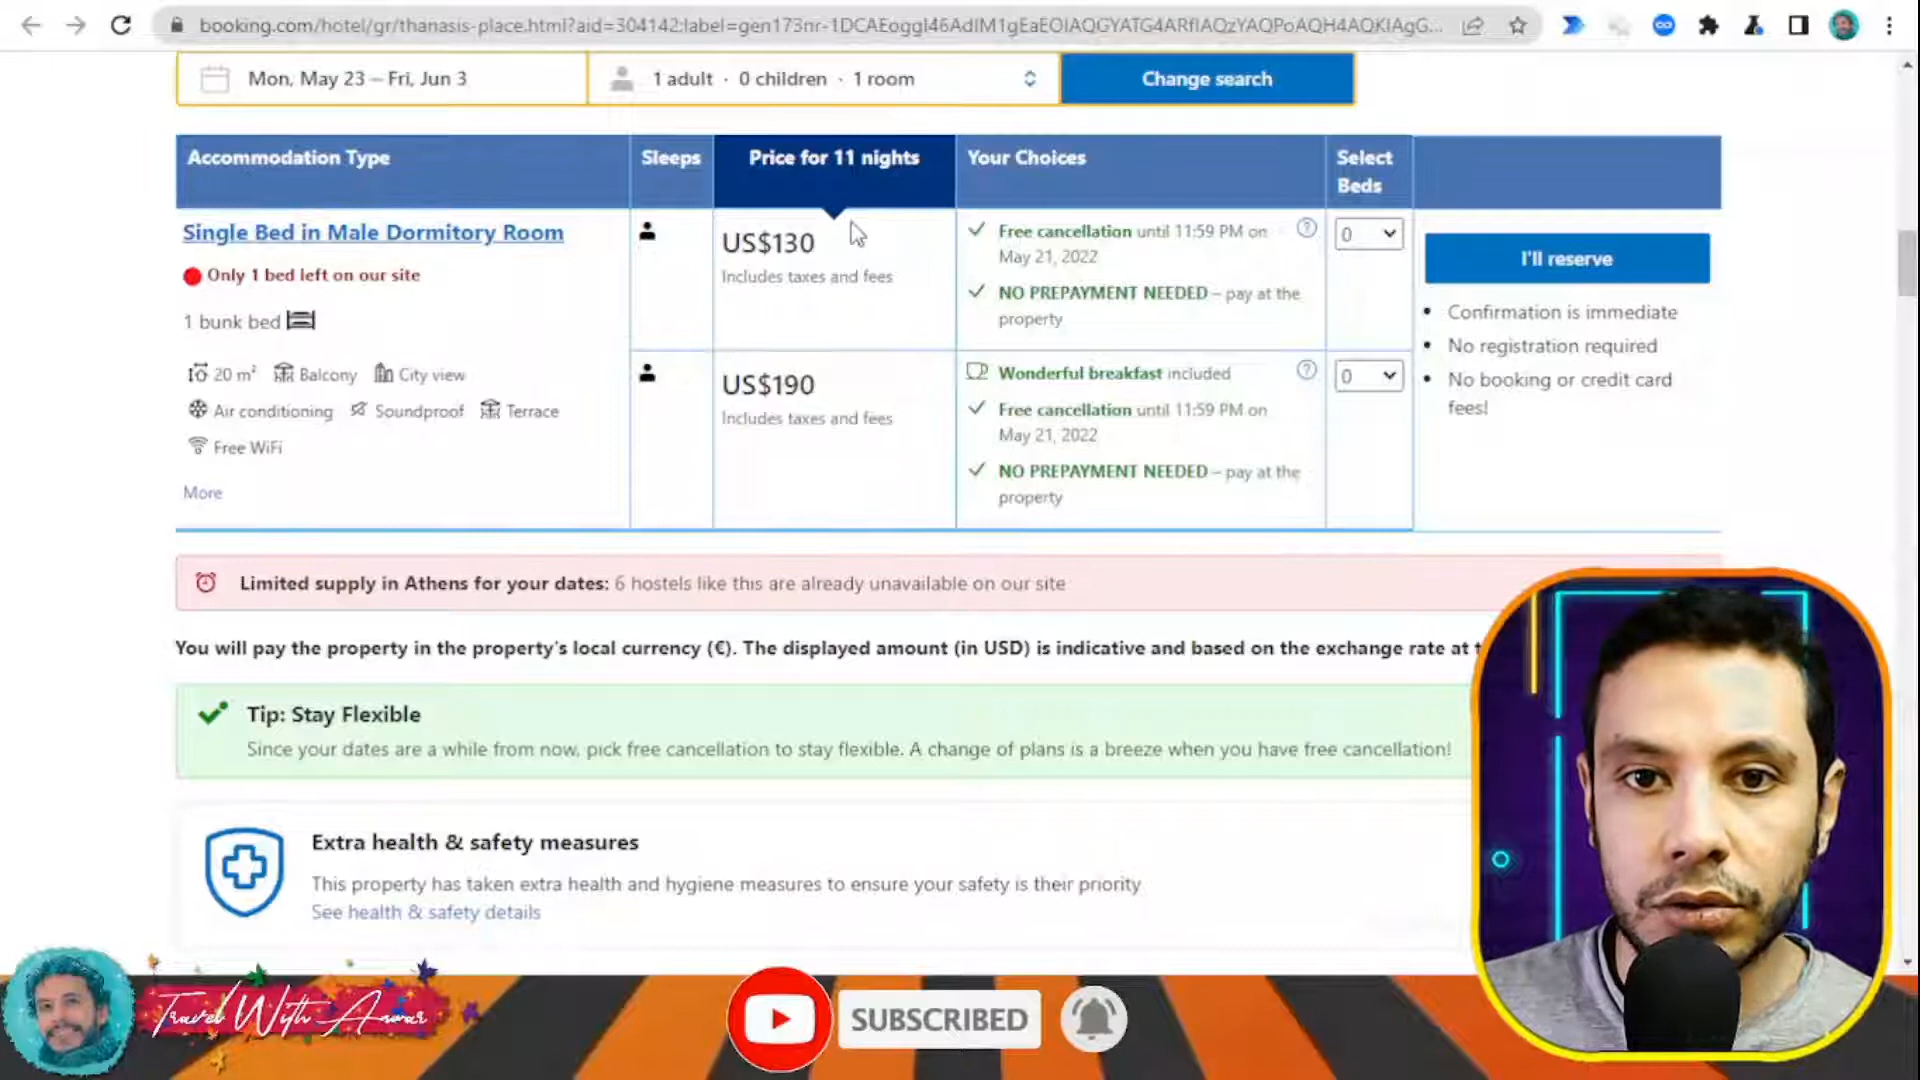 booking.com/hotel/gr/thanasis-place.html?aid=304142;label=gen173nr-1DCAEoggI46AdIM1gEaEOIAQGYATG4ARfIAQzYAQPoAQH4AQKIAgG...
Mon, May 23 – Fri, Jun 3
1 adult · 0 children · 1 room
Change search
Accommodation Type
Sleeps
Price for 11 nights
Your Choices
Select
Beds
Single Bed in Male Dormitory Room
Only 1 bed left on our site
1 bunk bed
20 m² Balcony City view
Air conditioning Soundproof Terrace
Free WiFi
More
US$130
Includes taxes and fees
Free cancellation until 11:59 PM on
May 21, 2022
NO PREPAYMENT NEEDED – pay at the
property
0
US$190
Includes taxes and fees
Wonderful breakfast included
Free cancellation until 11:59 PM on
May 21, 2022
NO PREPAYMENT NEEDED – pay at the
property
0
I'll reserve
Confirmation is immediate
No registration required
No booking or credit card
fees!
Limited supply in Athens for your dates: 6 hostels like this are already unavailable on our site
You will pay the property in the property's local currency (€). The displayed amount (in USD) is indicative and based on the exchange rate at t
Tip: Stay Flexible
Since your dates are a while from now, pick free cancellation to stay flexible. A change of plans is a breeze when you have free cancellation!
Extra health & safety measures
This property has taken extra health and hygiene measures to ensure your safety is their priority
See health & safety details
Travel With Anwar
SUBSCRIBED